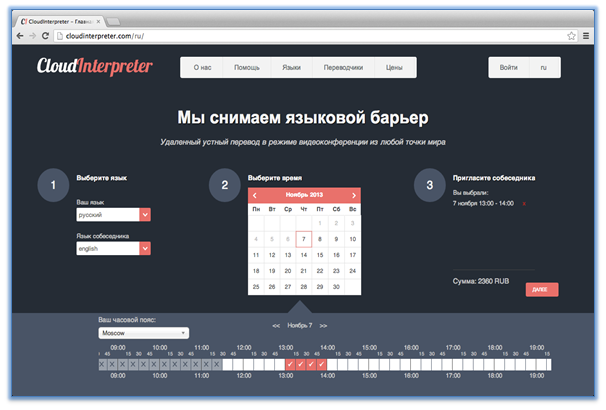 CloudInterpreter – Главна
cloudinterpreter.com/ru/
CloudInterpreter
О нас Помощь Языки Переводчики Цены
Войти ru
Мы снимаем языковой барьер
Удаленный устный перевод в режиме видеоконференции из любой точки мира
1 Выберите язык
Ваш язык
русский
Язык собеседника
english
2 Выберите время
Ноябрь 2013
Пн Вт Ср Чт Пт Сб Вс
1 2 3
4 5 6 7 8 9 10
11 12 13 14 15 16 17
18 19 20 21 22 23 24
25 26 27 28 29 30
3 Пригласите собеседника
Вы выбрали:
7 ноября 13:00 - 14:00 x
Сумма: 2360 RUB
ДАЛЕЕ
Ваш часовой пояс:
Moscow
<< Ноябрь 7 >>
09:00 10:00 11:00 12:00 13:00 14:00 15:00 16:00 17:00 18:00 19:00
15 30 45 15 30 45 15 30 45 15 30 45 15 30 45 15 30 45 15 30 45 15 30 45 15 30 45 15 30 45 15
X X X X X X X X X X X X
09:00 10:00 11:00 12:00 13:00 14:00 15:00 16:00 17:00 18:00 19:00